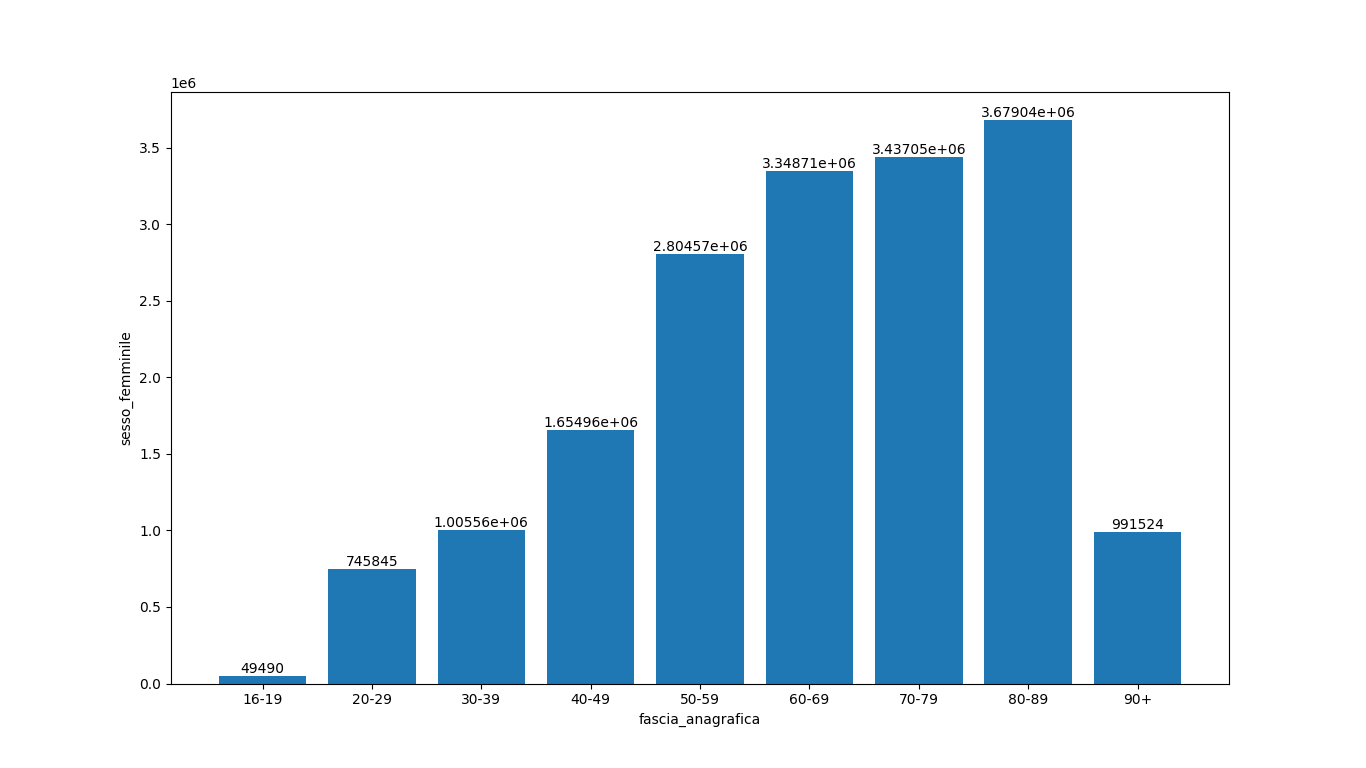 1e6
3.67904e+06
3.43705e+06
3.34871e+06
2.80457e+06
1.65496e+06
1.00556e+06
991524
745845
49490
3.5
3.0
2.5
2.0
1.5
1.0
0.5
0.0
sesso_femminile
16-19 20-29 30-39 40-49 50-59 60-69 70-79 80-89 90+
fascia_anagrafica